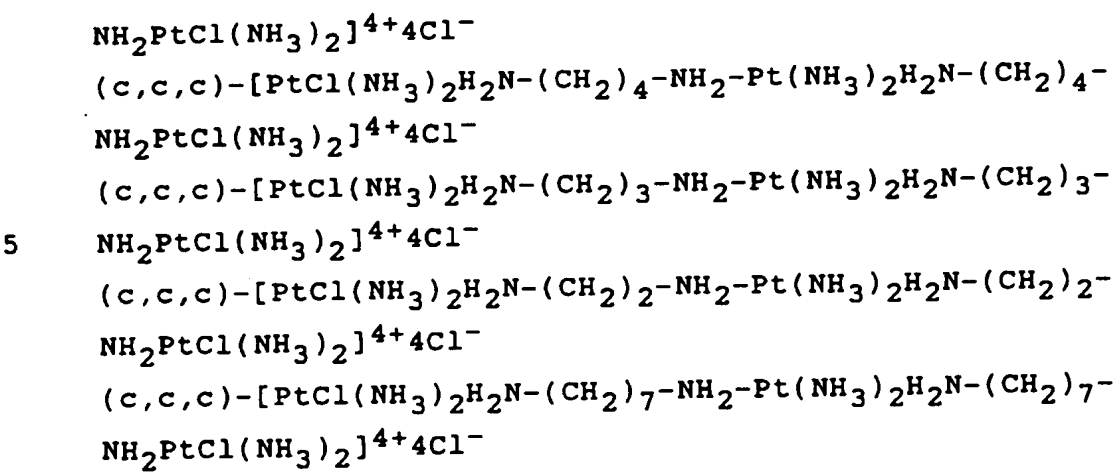 NH₂PtCl(NH₃)₂]⁴⁺4Cl⁻
(c,c,c)-[PtCl(NH₃)₂H₂N-(CH₂)₄-NH₂-Pt(NH₃)₂H₂N-(CH₂)₄-
NH₂PtCl(NH₃)₂]⁴⁺4Cl⁻
(c,c,c)-[PtCl(NH₃)₂H₂N-(CH₂)₃-NH₂-Pt(NH₃)₂H₂N-(CH₂)₃-
5 NH₂PtCl(NH₃)₂]⁴⁺4Cl⁻
(c,c,c)-[PtCl(NH₃)₂H₂N-(CH₂)₂-NH₂-Pt(NH₃)₂H₂N-(CH₂)₂-
NH₂PtCl(NH₃)₂]⁴⁺4Cl⁻
(c,c,c)-[PtCl(NH₃)₂H₂N-(CH₂)₇-NH₂-Pt(NH₃)₂H₂N-(CH₂)₇-
NH₂PtCl(NH₃)₂]⁴⁺4Cl⁻